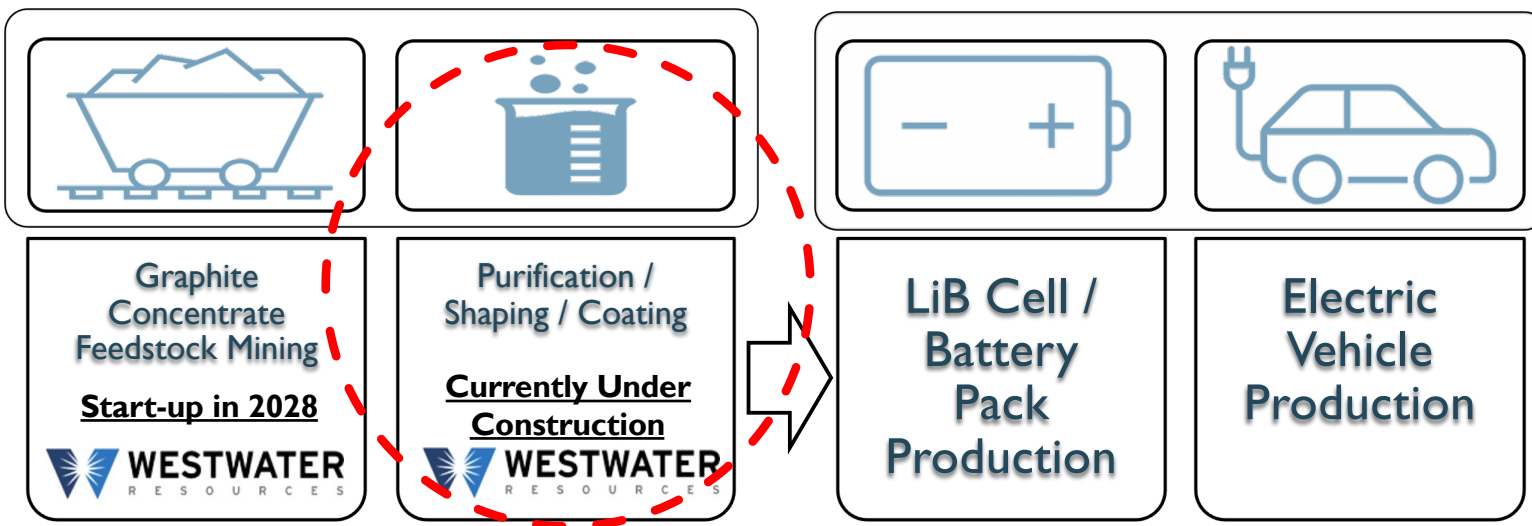 Graphite
Concentrate
Feedstock Mining
Start-up in 2028
WESTWATER
RESOURCES
Purification /
Shaping / Coating
Currently Under
Construction
WESTWATER
RESOURCES
LiB Cell /
Battery
Pack
Production
Electric
Vehicle
Production